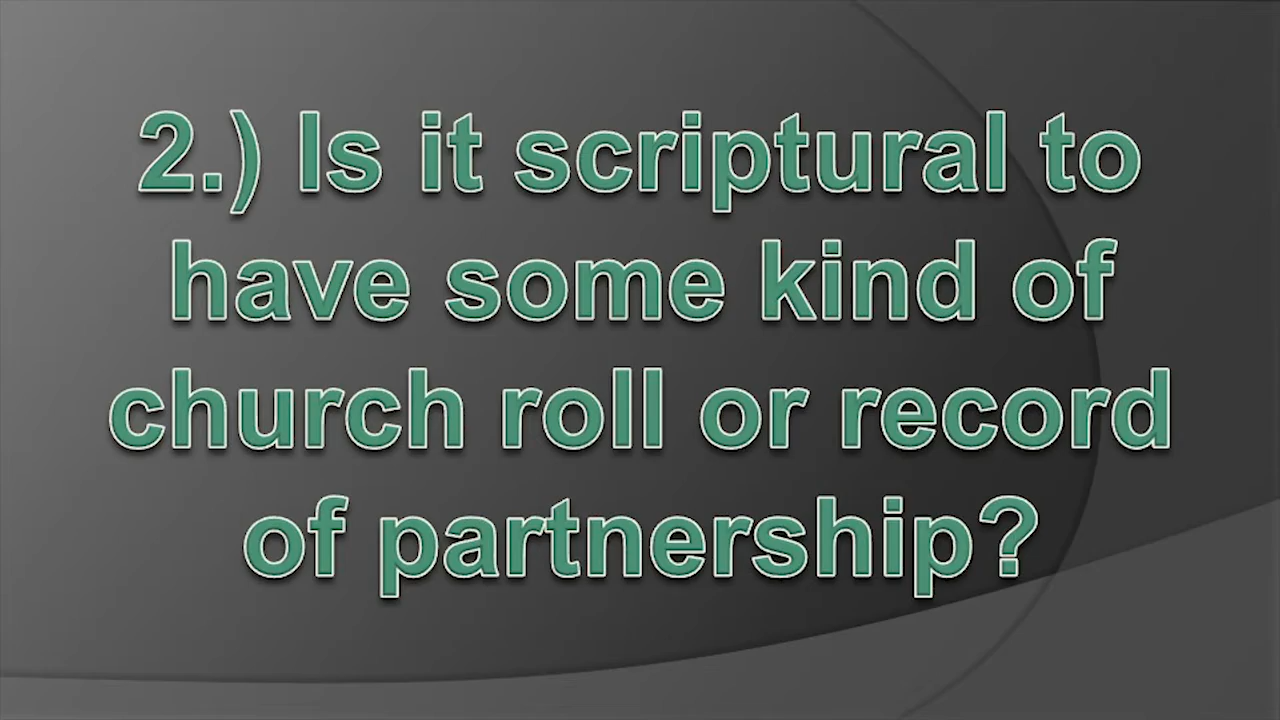 2.) Is it scriptural to
have some kind of
church roll or record
of partnership?